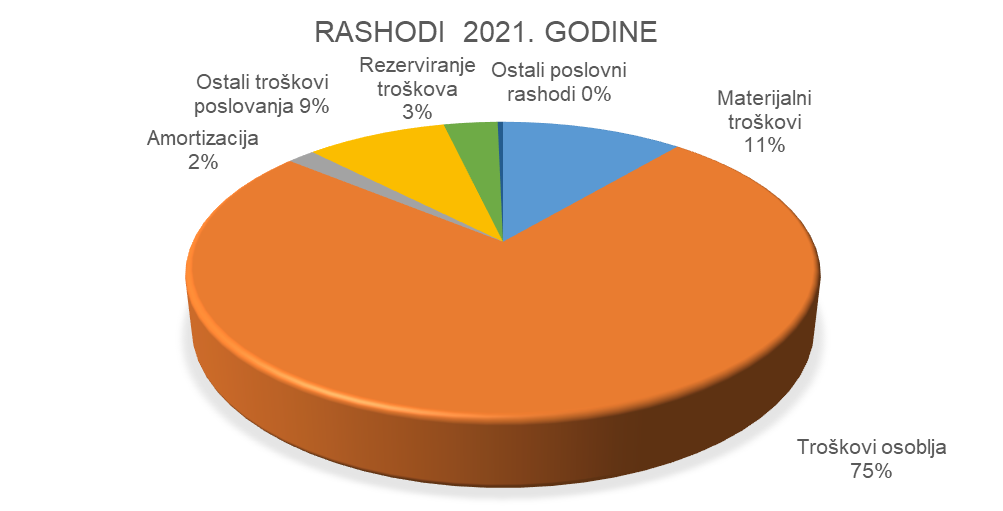 RASHODI  2021. GODINE
Ostali troškovi
poslovanja 9%
Rezerviranje
troškova
3%
Ostali poslovni
rashodi 0%
Materijalni
troškovi
11%
Amortizacija
2%
Troškovi osoblja
75%